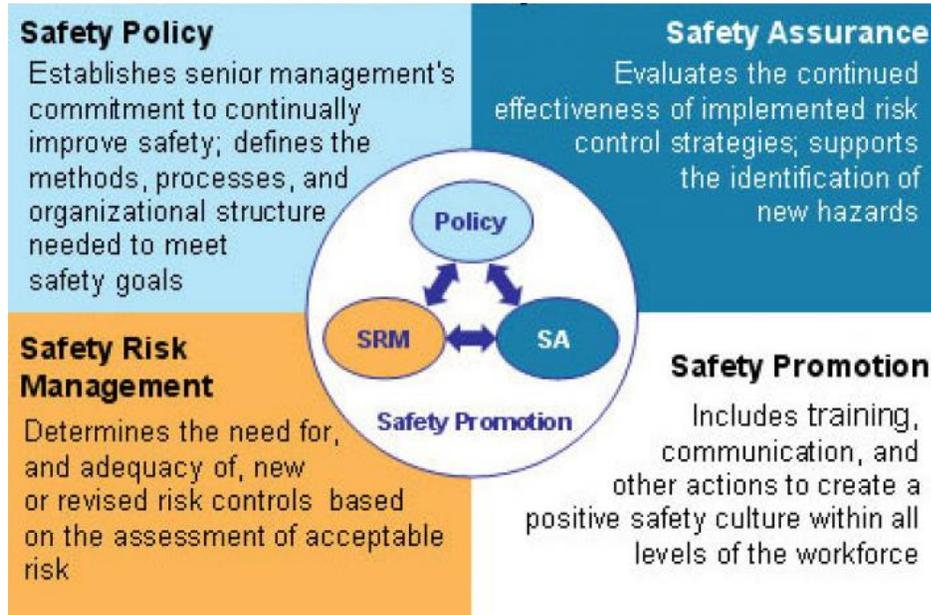 Safety Policy
Establishes senior management's
commitment to continually
improve safety; defines the
methods, processes, and
organizational structure
needed to meet
safety goals
Safety Assurance
Evaluates the continued
effectiveness of implemented risk
control strategies; supports
the identification of
new hazards
Policy
SRM
SA
Safety Promotion
Safety Risk
Management
Determines the need for,
and adequacy of, new
or revised risk controls based
on the assessment of acceptable
risk
Safety Promotion
Includes training,
communication, and
other actions to create a
positive safety culture within all
levels of the workforce